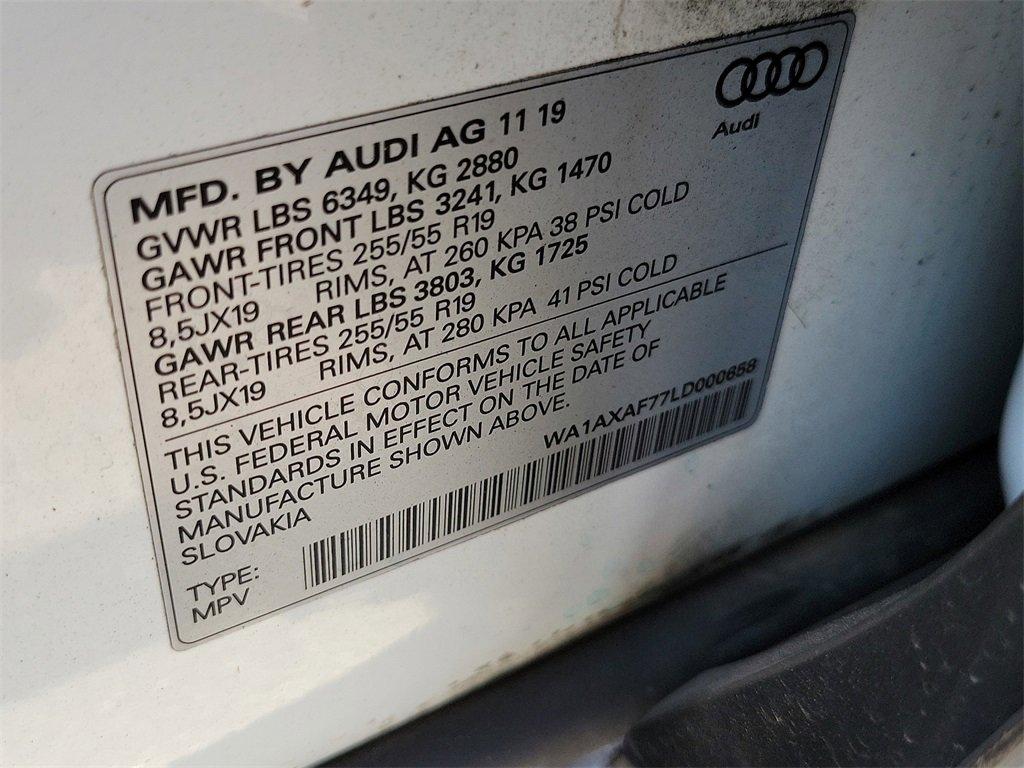 Audi
MFD. BY AUDI AG 11 19
GVWR LBS 6349, KG 2880
GAWR FRONT LBS 3241, KG 1470
FRONT-TIRES 255/55 R19
8,5JX19 RIMS, AT 260 KPA 38 PSI COLD
GAWR REAR LBS 3803, KG 1725
REAR-TIRES 255/55 R19
8,5JX19 RIMS, AT 280 KPA 41 PSI COLD
THIS VEHICLE CONFORMS TO ALL APPLICABLE
U.S. FEDERAL MOTOR VEHICLE SAFETY
STANDARDS IN EFFECT ON THE DATE OF
MANUFACTURE SHOWN ABOVE.
SLOVAKIA
WA1AXAF77LD000658
TYPE:
MPV